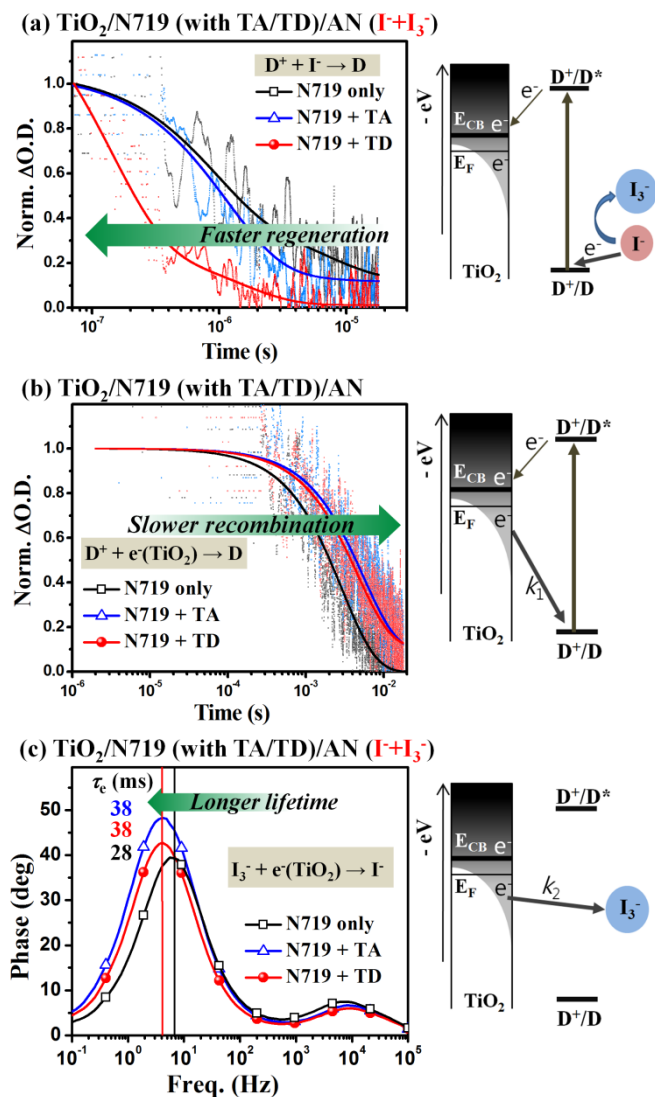 (a) TiO₂/N719 (with TA/TD)/AN (I⁻+I₃⁻)
D⁺ + I⁻ → D
N719 only
N719 + TA
N719 + TD
Faster regeneration
Norm. ΔO.D.
1.0
0.8
0.6
0.4
0.2
0.0
10⁻⁷
10⁻⁶
10⁻⁵
Time (s)
- eV
E_CB e⁻
E_F e⁻
TiO₂
e⁻
D⁺/D*
I₃⁻
I⁻
e⁻
D⁺/D
(b) TiO₂/N719 (with TA/TD)/AN
Slower recombination
D⁺ + e⁻(TiO₂) → D
N719 only
N719 + TA
N719 + TD
Norm. ΔO.D.
1.0
0.8
0.6
0.4
0.2
0.0
10⁻⁶
10⁻⁵
10⁻⁴
10⁻³
10⁻²
Time (s)
- eV
E_CB e⁻
E_F e⁻
TiO₂
e⁻
D⁺/D*
k₁
D⁺/D
(c) TiO₂/N719 (with TA/TD)/AN (I⁻+I₃⁻)
τₑ (ms)
38
38
28
Longer lifetime
I₃⁻ + e⁻(TiO₂) → I⁻
N719 only
N719 + TA
N719 + TD
Phase (deg)
50
40
30
20
10
0
10⁻¹
10⁰
10¹
10²
10³
10⁴
10⁵
Freq. (Hz)
- eV
E_CB e⁻
E_F e⁻
TiO₂
D⁺/D*
k₂
I₃⁻
D⁺/D